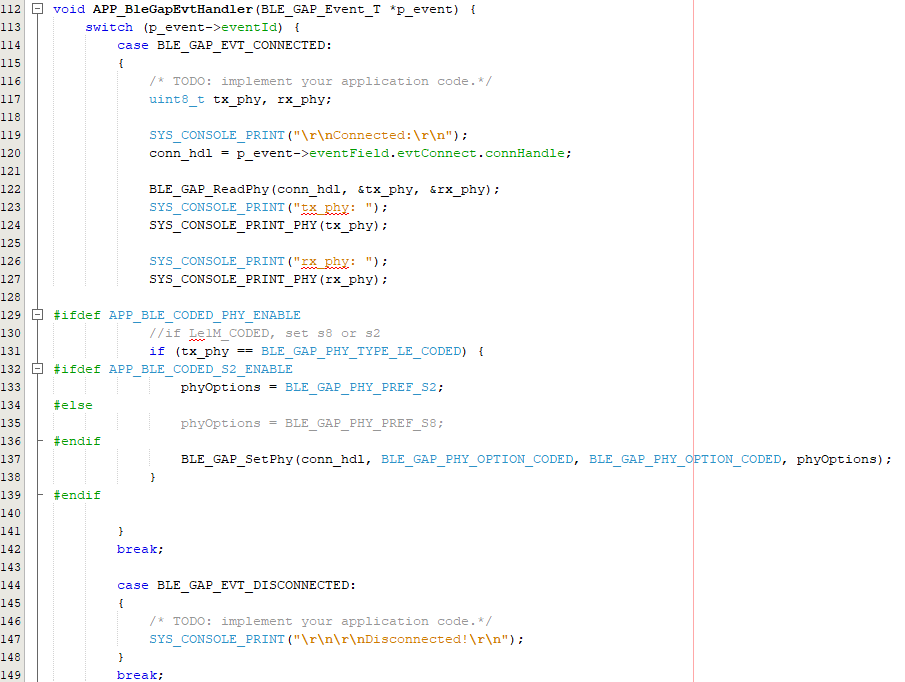 112 void APP_BleGapEvtHandler(BLE_GAP_Event_T *p_event) {
113     switch (p_event->eventId) {
114         case BLE_GAP_EVT_CONNECTED:
115         {
116             /* TODO: implement your application code.*/
117             uint8_t tx_phy, rx_phy;
118
119             SYS_CONSOLE_PRINT("\r\nConnected:\r\n");
120             conn_hdl = p_event->eventField.evtConnect.connHandle;
121
122             BLE_GAP_ReadPhy(conn_hdl, &tx_phy, &rx_phy);
123             SYS_CONSOLE_PRINT("tx_phy: ");
124             SYS_CONSOLE_PRINT_PHY(tx_phy);
125
126             SYS_CONSOLE_PRINT("rx_phy: ");
127             SYS_CONSOLE_PRINT_PHY(rx_phy);
128
129 #ifdef APP_BLE_CODED_PHY_ENABLE
130             //if Le1M_CODED, set s8 or s2
131             if (tx_phy == BLE_GAP_PHY_TYPE_LE_CODED) {
132 #ifdef APP_BLE_CODED_S2_ENABLE
133                 phyOptions = BLE_GAP_PHY_PREF_S2;
134 #else
135                 phyOptions = BLE_GAP_PHY_PREF_S8;
136 #endif
137                 BLE_GAP_SetPhy(conn_hdl, BLE_GAP_PHY_OPTION_CODED, BLE_GAP_PHY_OPTION_CODED, phyOptions);
138             }
139 #endif
140
141         }
142         break;
143
144         case BLE_GAP_EVT_DISCONNECTED:
145         {
146             /* TODO: implement your application code.*/
147             SYS_CONSOLE_PRINT("\r\n\r\nDisconnected!\r\n");
148         }
149         break;